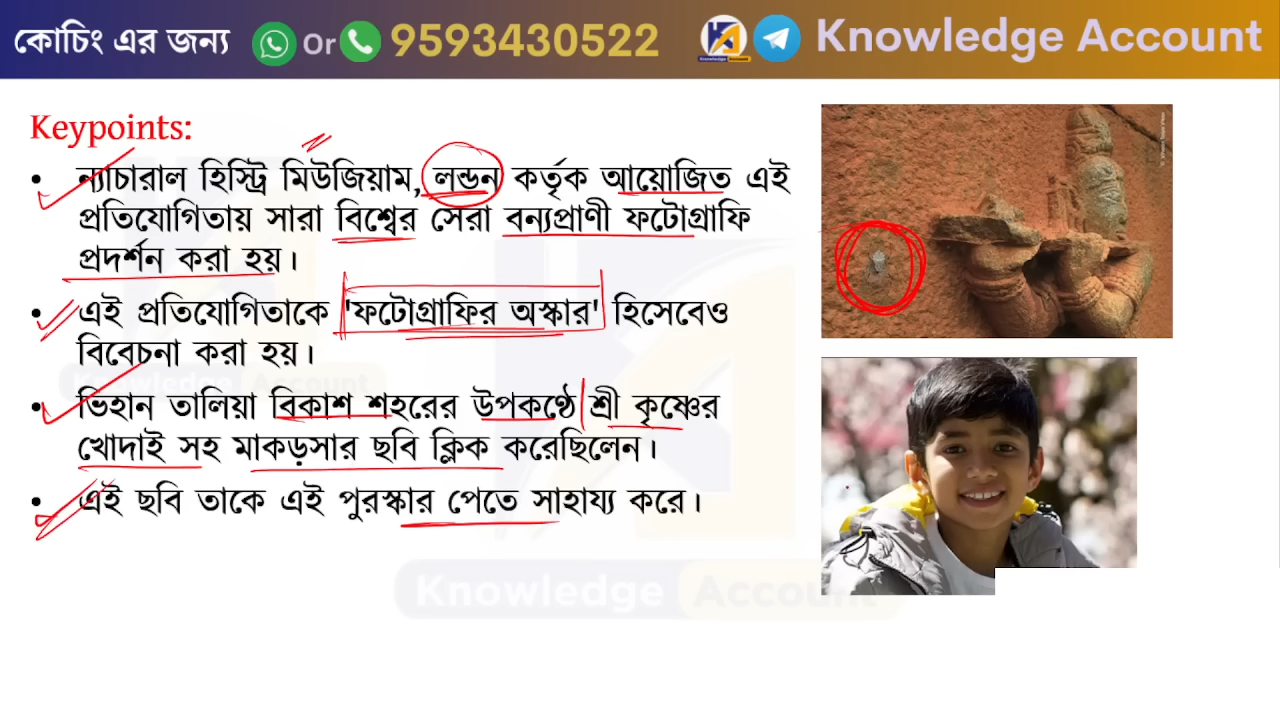 কোচিং এর জন্য Or 9593430522 Knowledge Account
Keypoints:
• ন্যাচারাল হিস্ট্রি মিউজিয়াম, লন্ডন কর্তৃক আয়োজিত এই
প্রতিযোগিতায় সারা বিশ্বের সেরা বন্যপ্রাণী ফটোগ্রাফি
প্রদর্শন করা হয়।
• এই প্রতিযোগিতাকে 'ফটোগ্রাফির অস্কার' হিসেবেও
বিবেচনা করা হয়।
• ভিহান তালিয়া বিকাশ শহরের উপকণ্ঠে শ্রী কৃষ্ণের
খোদাই সহ মাকড়সার ছবি ক্লিক করেছিলেন।
• এই ছবি তাকে এই পুরস্কার পেতে সাহায্য করে।
Knowledge Account